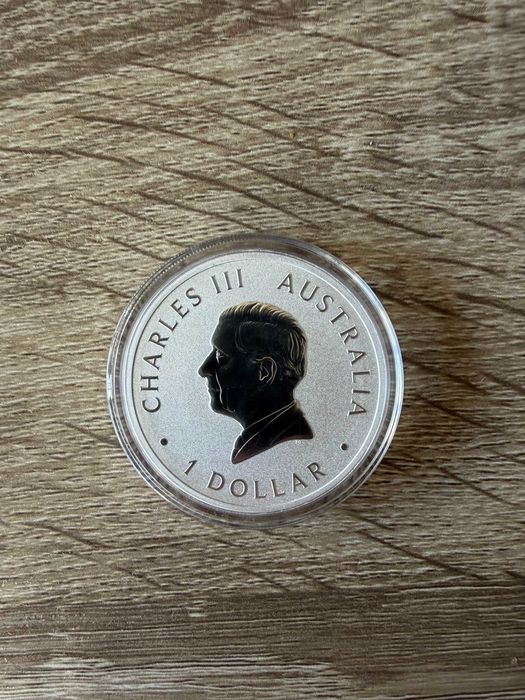 CHARLES III AUSTRALIA
• 1 DOLLAR •